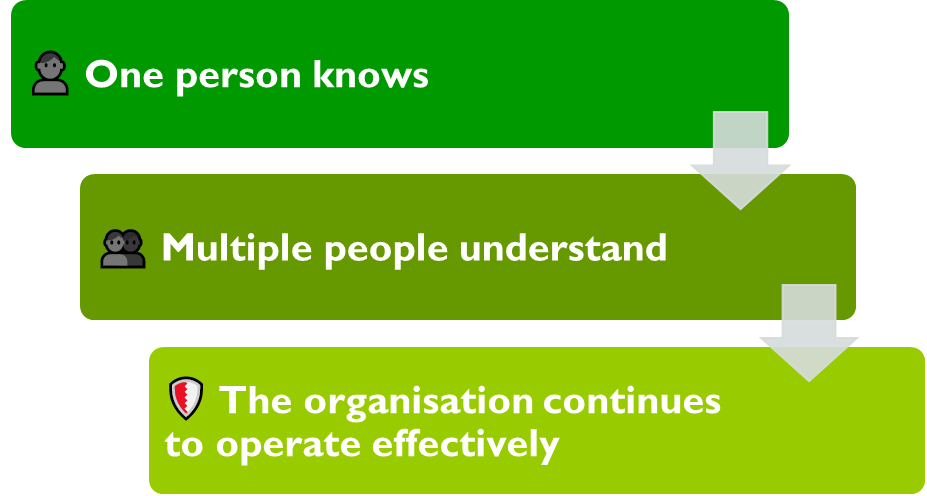 One person knows
Multiple people understand
The organisation continues
to operate effectively